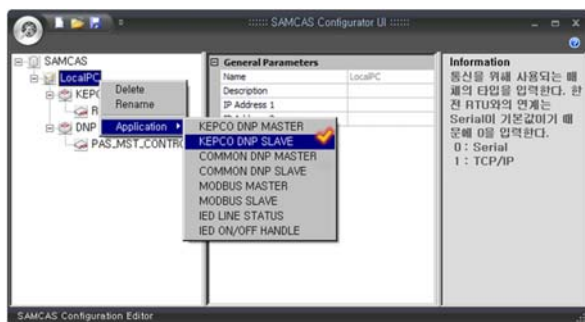 :::::: SAMCAS Configurator UI ::::::
SAMCAS
LocalPC
KEPC
R
DNP
PAS_MST_CONTRO
Delete
Rename
Application
KEPCO DNP MASTER
KEPCO DNP SLAVE
COMMON DNP MASTER
COMMON DNP SLAVE
MODBUS MASTER
MODBUS SLAVE
IED LINE STATUS
IED ON/OFF HANDLE
General Parameters
Name LocalPC
Description
IP Address 1
Information
통신을 위해 사용되는 매
체의 타입을 입력한다. 한
전 RTU와의 연계는
Serial이 기본값이기 때
문에 0을 입력한다.
0 : Serial
1 : TCP/IP
SAMCAS Configuration Editor